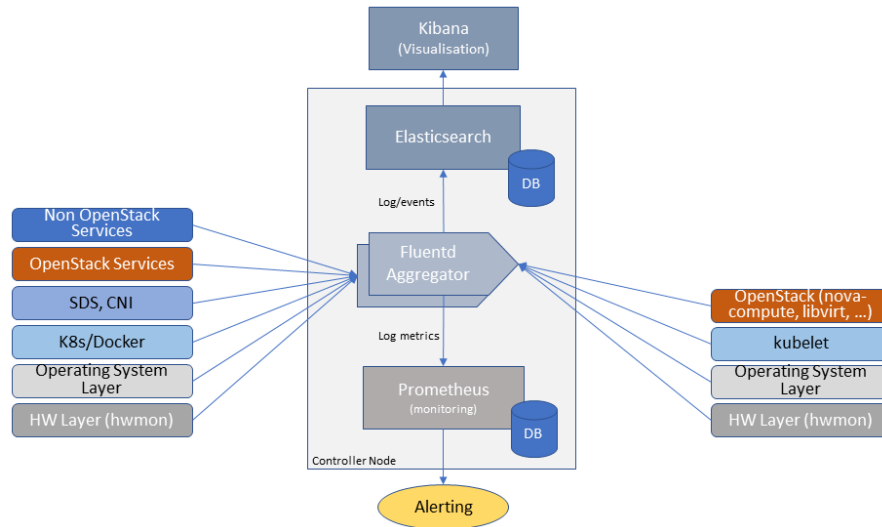 Kibana
(Visualisation)
Elasticsearch
DB
Log/events
Non OpenStack
Services
OpenStack Services
SDS, CNI
K8s/Docker
Operating System
Layer
HW Layer (hwmon)
Fluentd
Aggregator
OpenStack (nova-
compute, libvirt, ...)
kubelet
Operating System
Layer
HW Layer (hwmon)
Log metrics
Prometheus
(monitoring)
DB
Controller Node
Alerting